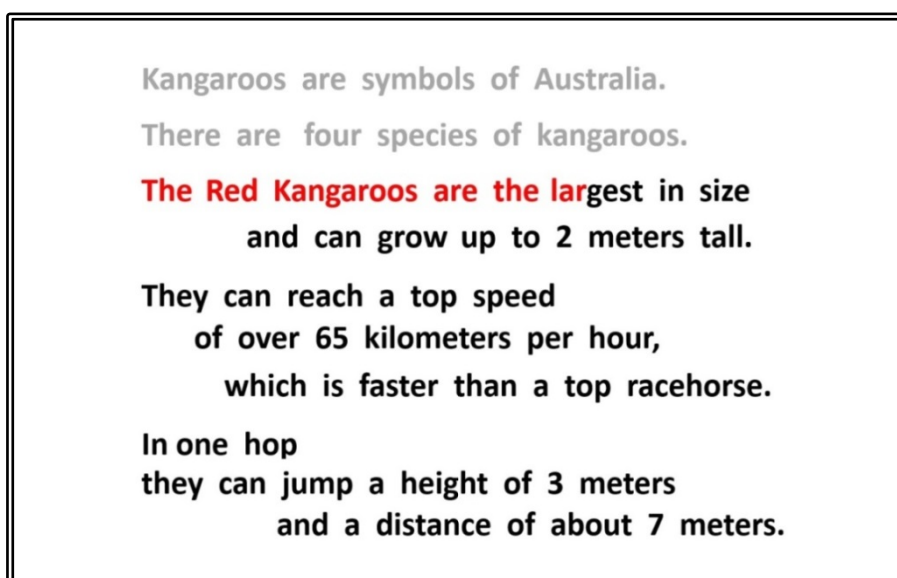 Kangaroos are symbols of Australia.
There are four species of kangaroos.
The Red Kangaroos are the largest in size
and can grow up to 2 meters tall.
They can reach a top speed
of over 65 kilometers per hour,
which is faster than a top racehorse.
In one hop
they can jump a height of 3 meters
and a distance of about 7 meters.